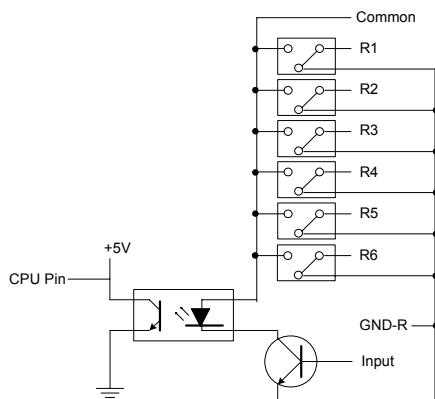 Common
R1
R2
R3
R4
R5
R6
+5V
CPU Pin
GND-R
Input